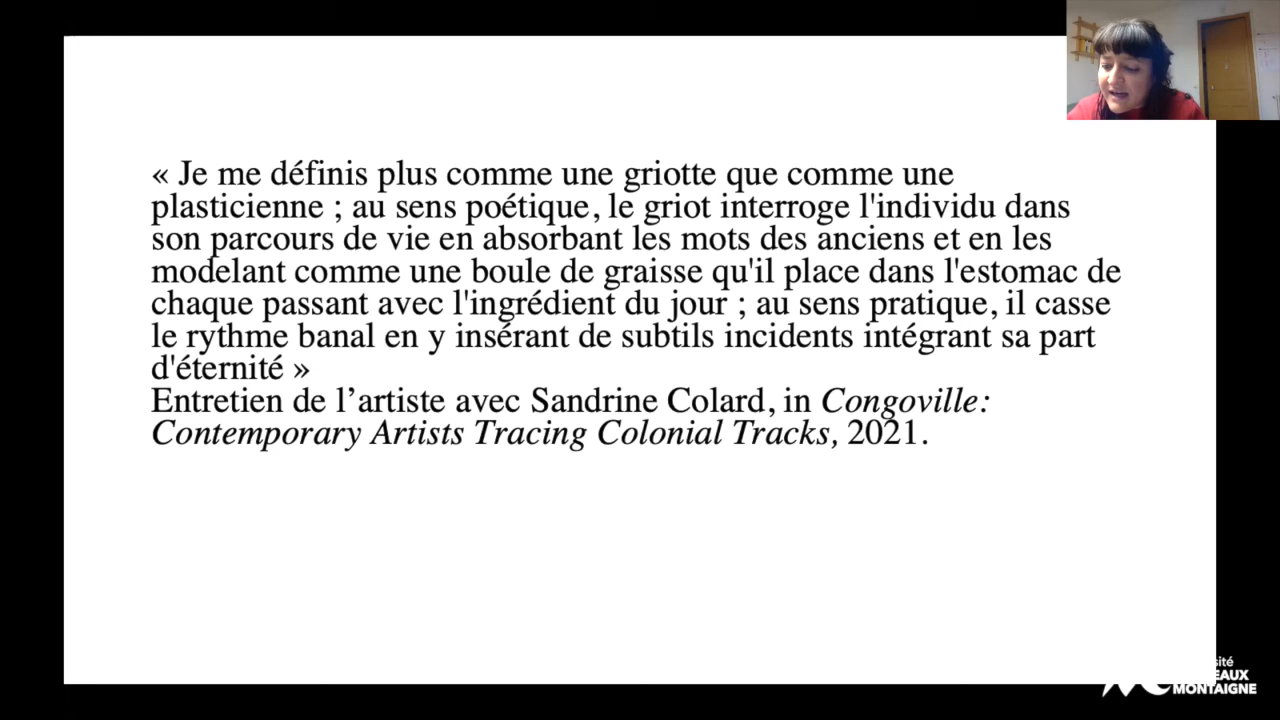 « Je me définis plus comme une griotte que comme une
plasticienne ; au sens poétique, le griot interroge l'individu dans
son parcours de vie en absorbant les mots des anciens et en les
modelant comme une boule de graisse qu'il place dans l'estomac de
chaque passant avec l'ingrédient du jour ; au sens pratique, il casse
le rythme banal en y insérant de subtils incidents intégrant sa part
d'éternité »
Entretien de l’artiste avec Sandrine Colard, in Congoville:
Contemporary Artists Tracing Colonial Tracks, 2021.
MONTAIGNE